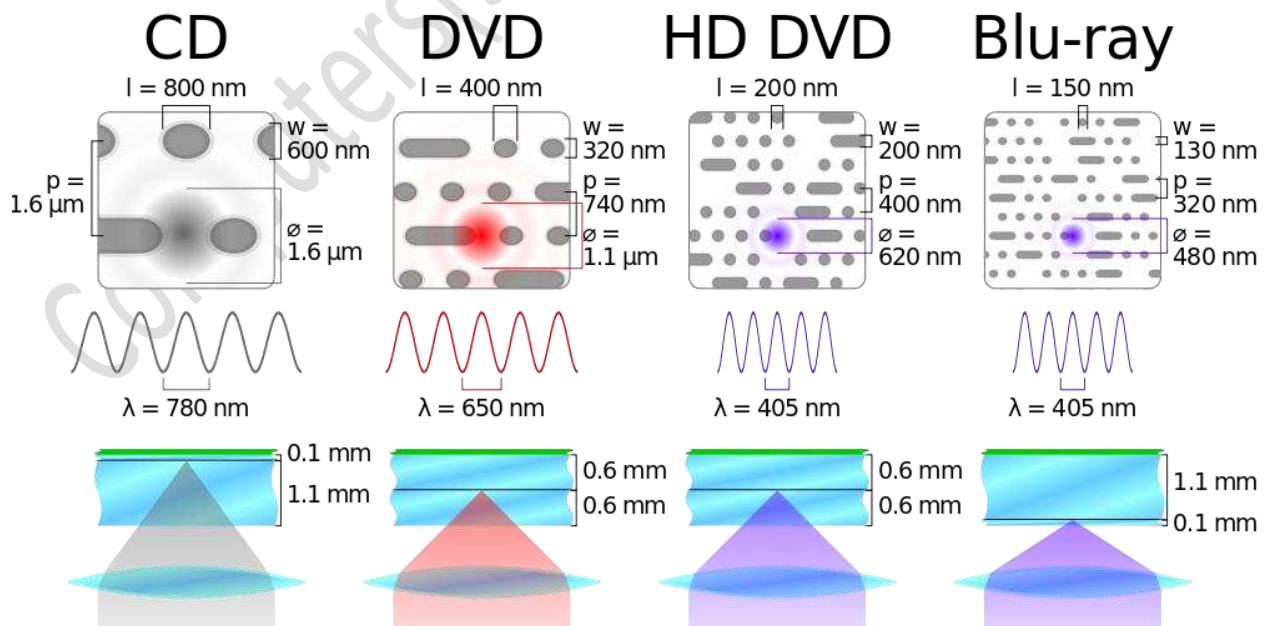 CD
l = 800 nm
w =
600 nm
p =
1.6 µm
⌀ =
1.6 µm
λ = 780 nm
0.1 mm
1.1 mm
DVD
l = 400 nm
w =
320 nm
p =
740 nm
⌀ =
1.1 µm
λ = 650 nm
0.6 mm
0.6 mm
HD DVD
l = 200 nm
w =
200 nm
p =
400 nm
⌀ =
620 nm
λ = 405 nm
0.6 mm
0.6 mm
Blu-ray
l = 150 nm
w =
130 nm
p =
320 nm
⌀ =
480 nm
λ = 405 nm
1.1 mm
0.1 mm